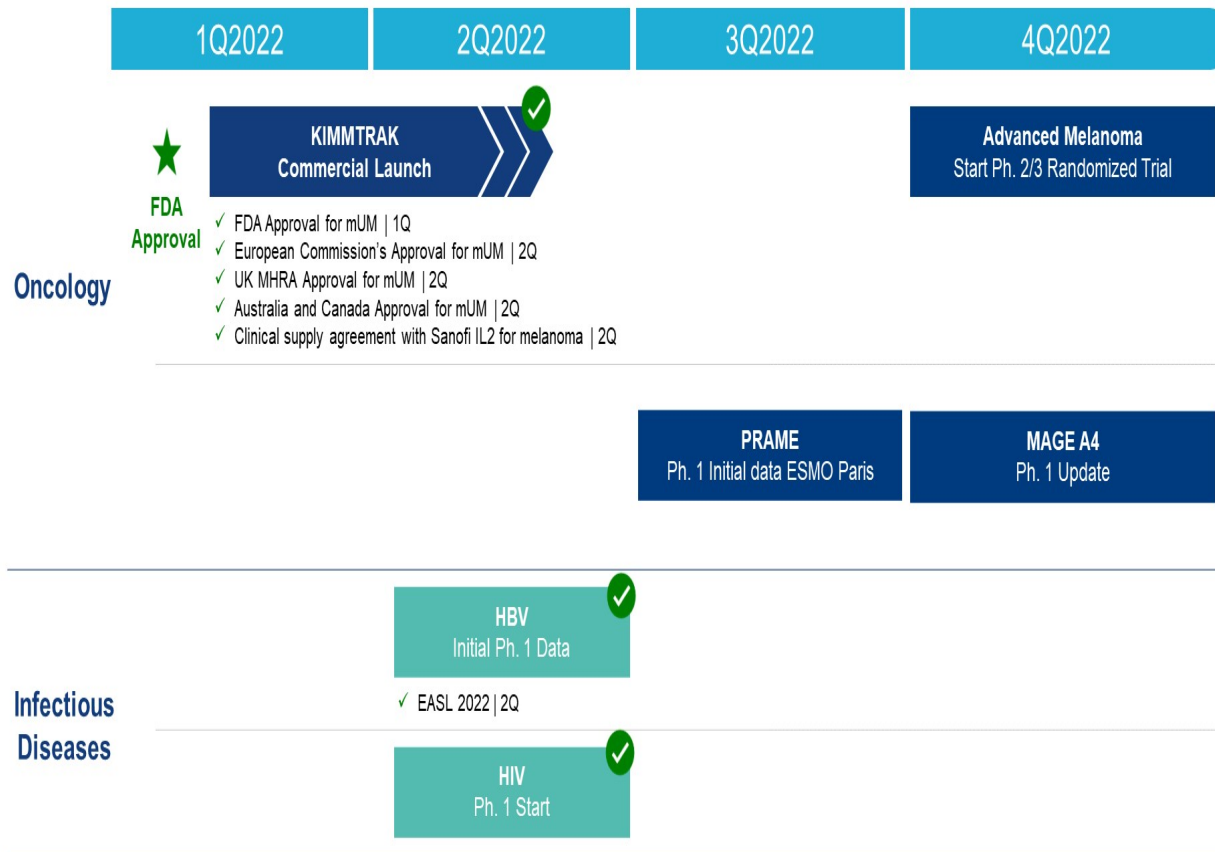 1Q2022
2Q2022
3Q2022
4Q2022
Oncology
FDA
Approval
KIMMTRAK
Commercial Launch
✓ FDA Approval for mUM | 1Q
✓ European Commission's Approval for mUM | 2Q
✓ UK MHRA Approval for mUM | 2Q
✓ Australia and Canada Approval for mUM | 2Q
✓ Clinical supply agreement with Sanofi IL2 for melanoma | 2Q
Advanced Melanoma
Start Ph. 2/3 Randomized Trial
PRAME
Ph. 1 Initial data ESMO Paris
MAGE A4
Ph. 1 Update
Infectious
Diseases
HBV
Initial Ph. 1 Data
✓ EASL 2022 | 2Q
HIV
Ph. 1 Start